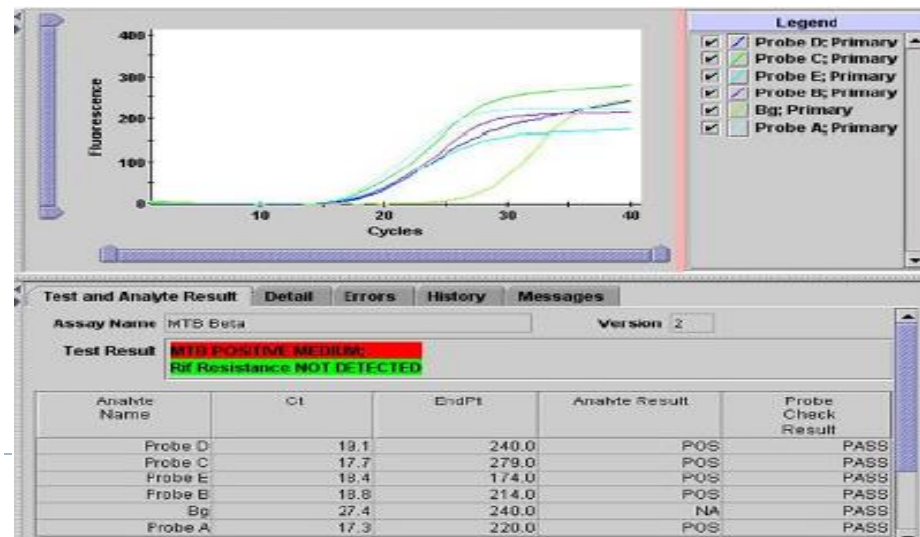 Legend
Probe D; Primary
Probe C; Primary
Probe E; Primary
Probe B; Primary
Bg; Primary
Probe A; Primary
400
300
200
100
0
Fluorescence
10 20 30 40
Cycles
Test and Analyte Result Detail Errors History Messages
Assay Name MTB Beta Version 2
Test Result MTB POSITIVE MEDIUM;
Rif Resistance NOT DETECTED
Analyte Name Ct EndPt Analyte Result Probe Check Result
Probe D 19.1 240.0 POS PASS
Probe C 17.7 279.0 POS PASS
Probe E 18.4 174.0 POS PASS
Probe B 18.8 214.0 POS PASS
Bg 27.4 240.0 NA PASS
Probe A 17.3 220.0 POS PASS